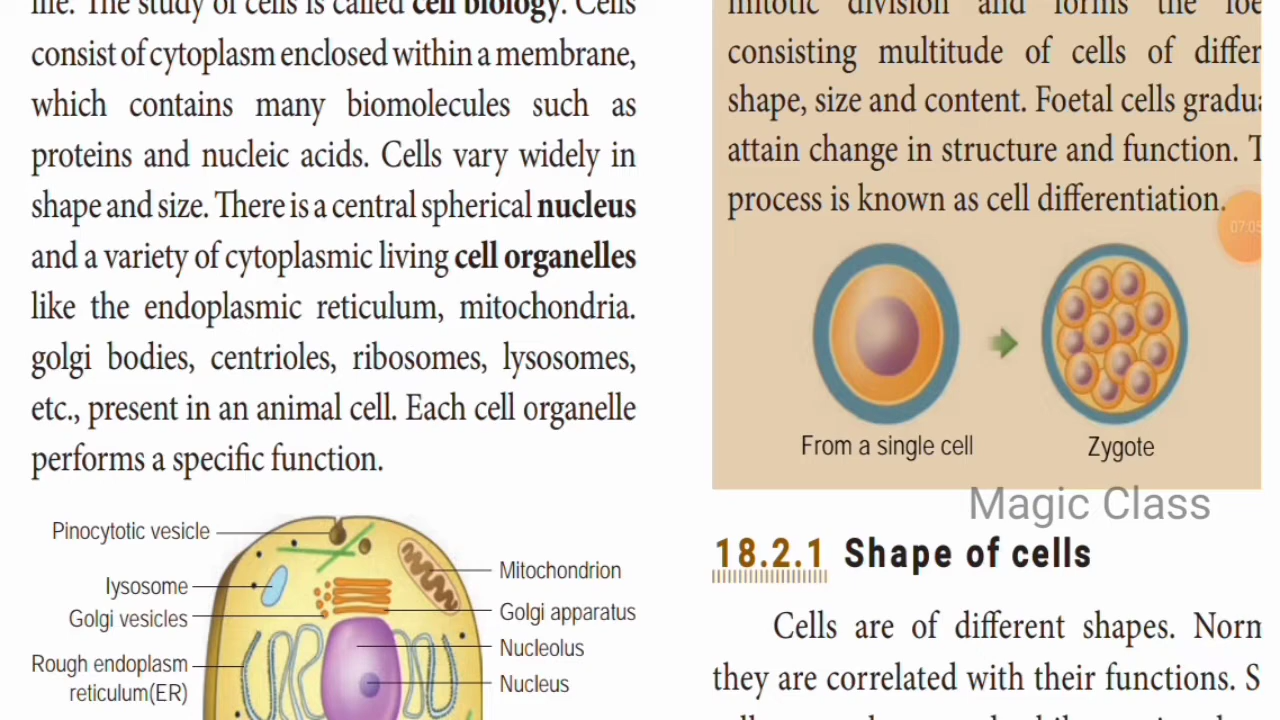 life. The study of cells is called cell biology. Cells
consist of cytoplasm enclosed within a membrane,
which contains many biomolecules such as
proteins and nucleic acids. Cells vary widely in
shape and size. There is a central spherical nucleus
and a variety of cytoplasmic living cell organelles
like the endoplasmic reticulum, mitochondria.
golgi bodies, centrioles, ribosomes, lysosomes,
etc., present in an animal cell. Each cell organelle
performs a specific function.
Pinocytotic vesicle
lysosome
Golgi vesicles
Rough endoplasm
reticulum(ER)
Mitochondrion
Golgi apparatus
Nucleolus
Nucleus
mitotic division and forms the foe
consisting multitude of cells of differ
shape, size and content. Foetal cells gradua
attain change in structure and function. T
process is known as cell differentiation.
07:05
From a single cell
Zygote
Magic Class
18.2.1 Shape of cells
Cells are of different shapes. Norm
they are correlated with their functions. S